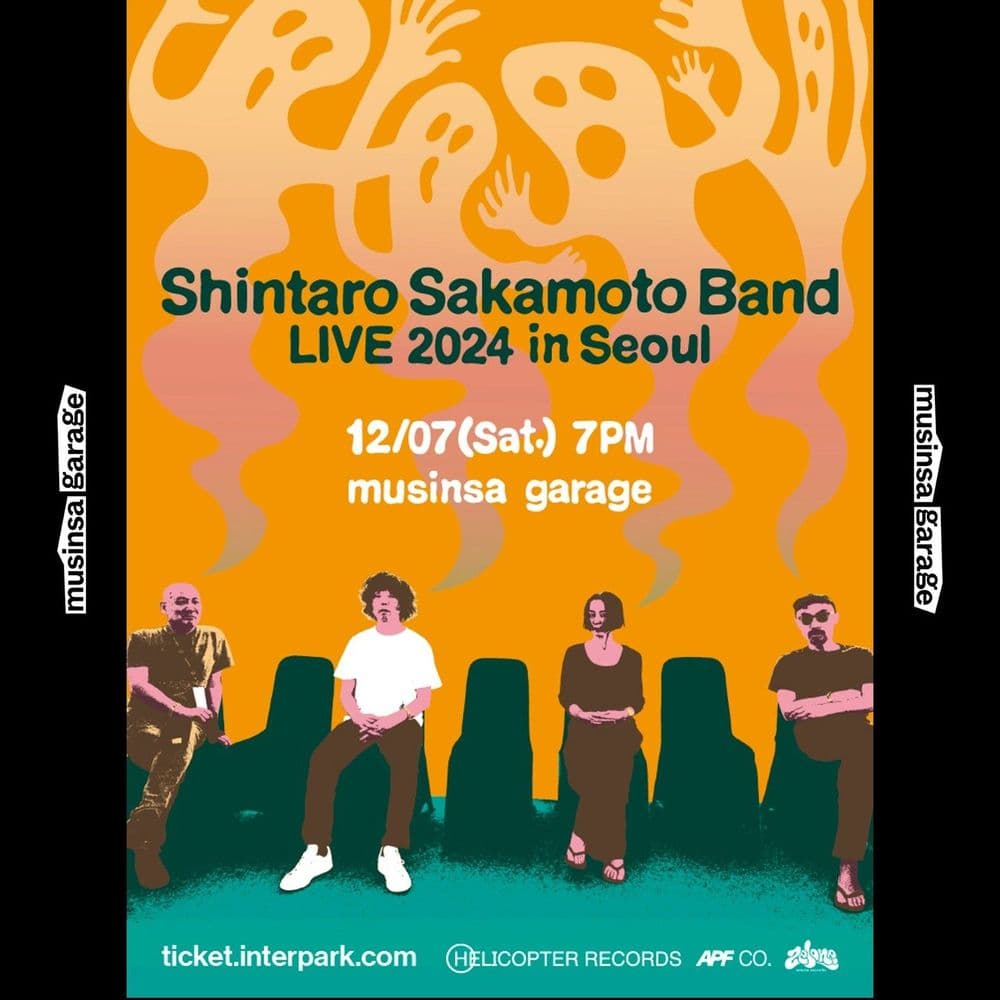 Shintaro Sakamoto Band
LIVE 2024 in Seoul
12/07(Sat.) 7PM
musinsa garage
musinsa garage
musinsa garage
ticket.interpark.com
HELICOPTER RECORDS
APF CO.
zelone